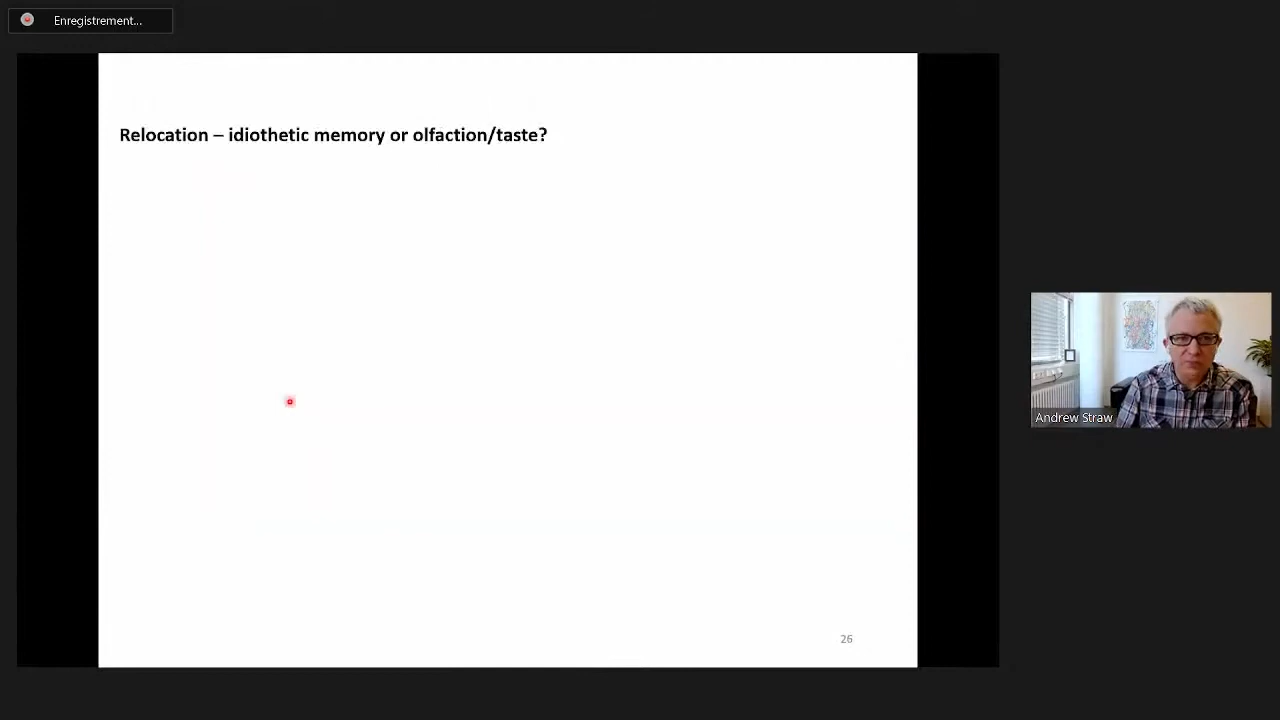 Enregistrement...
Relocation – idiothetic memory or olfaction/taste?
Andrew Straw
26